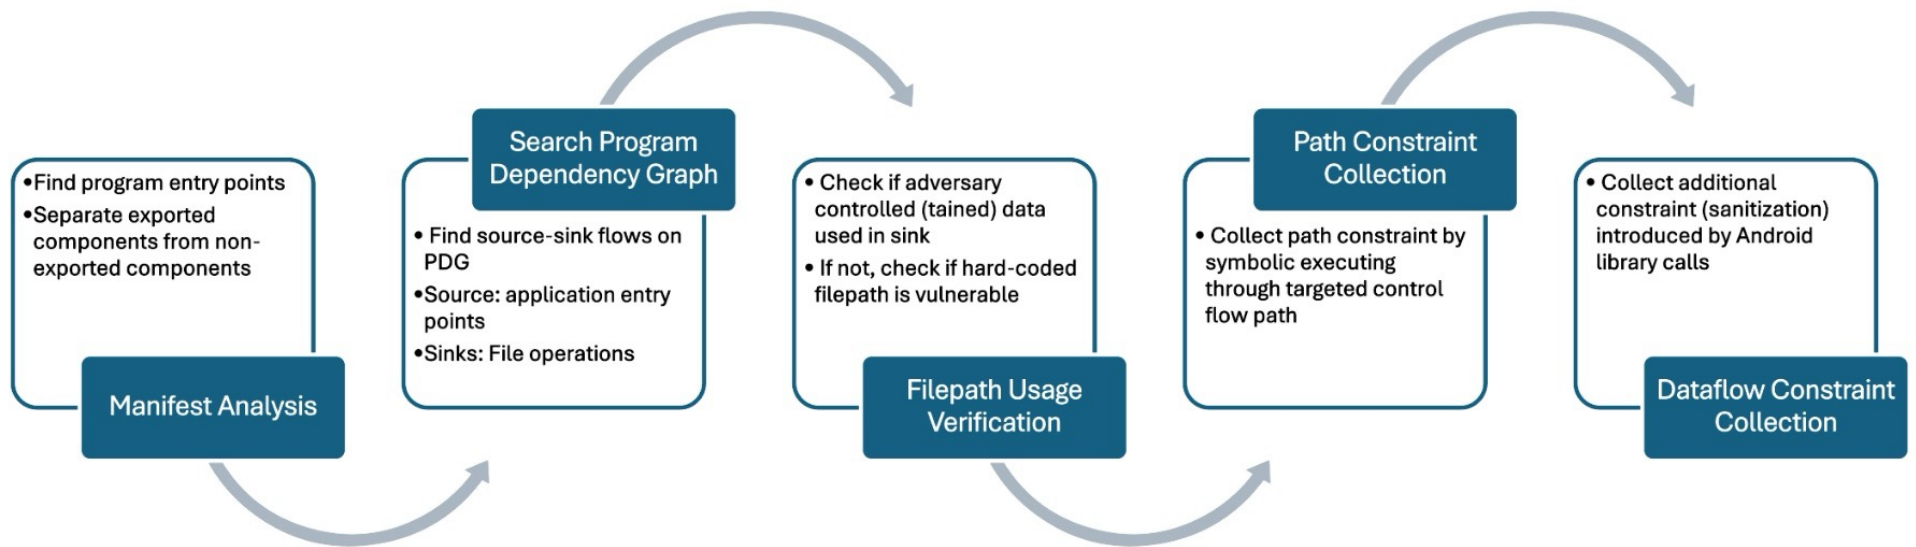 •Find program entry points
•Separate exported
components from non-
exported components
Manifest Analysis
Search Program
Dependency Graph
• Find source-sink flows on
PDG
•Source: application entry
points
•Sinks: File operations
• Check if adversary
controlled (tained) data
used in sink
• If not, check if hard-coded
filepath is vulnerable
Filepath Usage
Verification
Path Constraint
Collection
• Collect path constraint by
symbolic executing
through targeted control
flow path
• Collect additional
constraint (sanitization)
introduced by Android
library calls
Dataflow Constraint
Collection